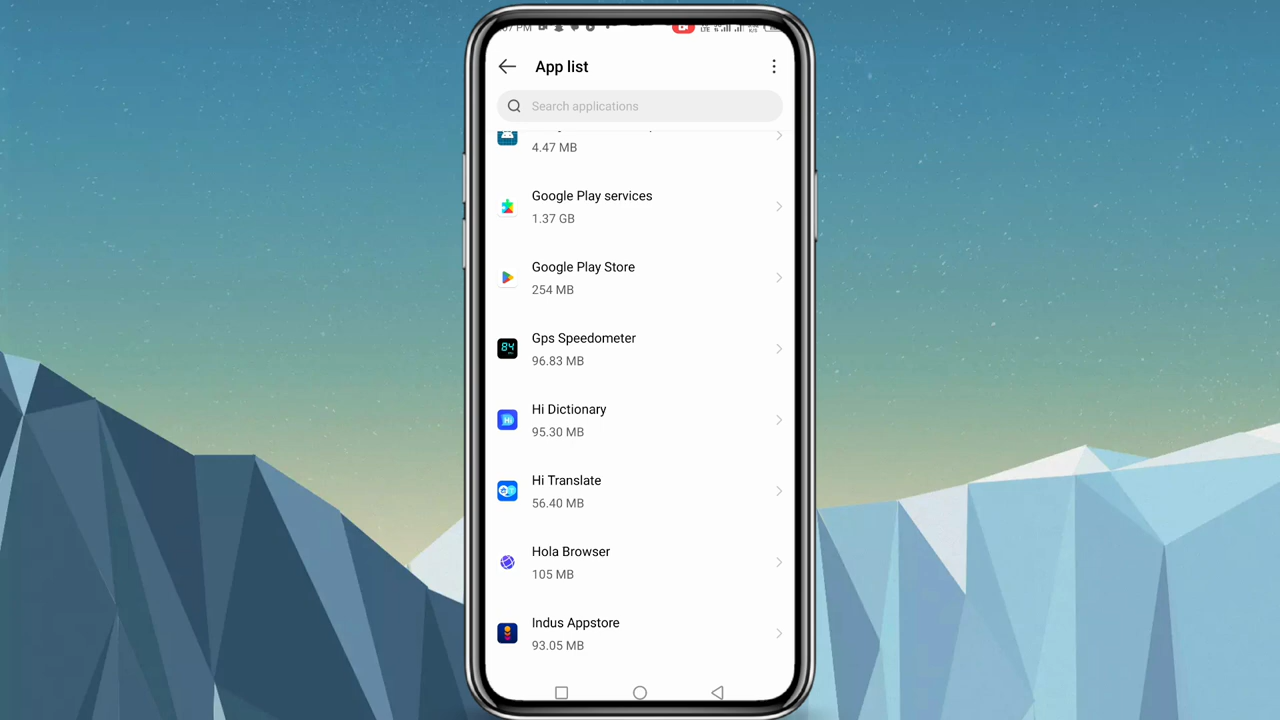 App list
Search applications
4.47 MB
Google Play services
1.37 GB
Google Play Store
254 MB
Gps Speedometer
96.83 MB
Hi Dictionary
95.30 MB
Hi Translate
56.40 MB
Hola Browser
105 MB
Indus Appstore
93.05 MB